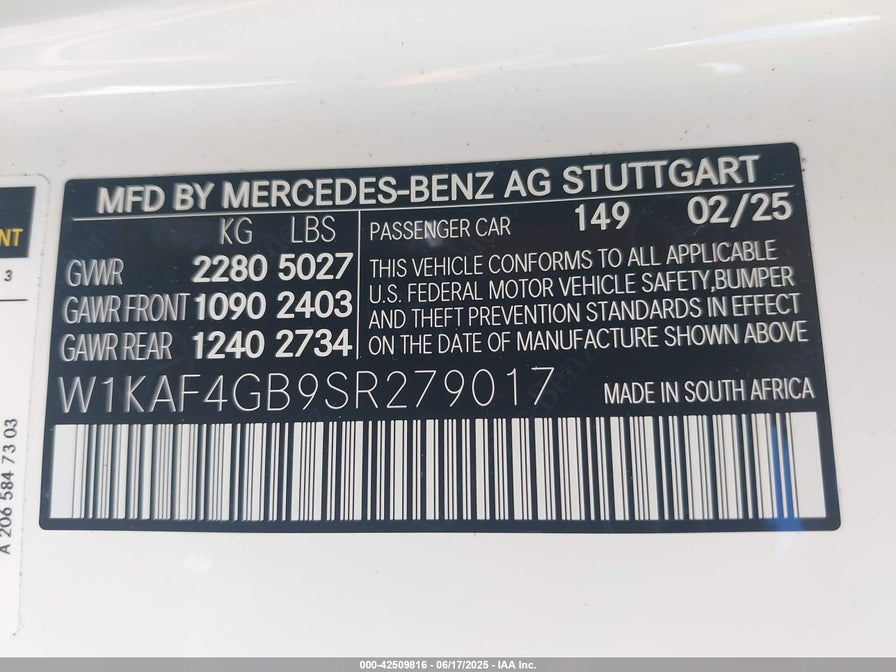 MFD BY MERCEDES-BENZ AG STUTTGART
KG LBS
GVWR 2280 5027
GAWR FRONT 1090 2403
GAWR REAR 1240 2734
PASSENGER CAR 149 02/25
THIS VEHICLE CONFORMS TO ALL APPLICABLE
U.S. FEDERAL MOTOR VEHICLE SAFETY,BUMPER
AND THEFT PREVENTION STANDARDS IN EFFECT
ON THE DATE OF MANUFACTURE SHOWN ABOVE
W1KAF4GB9SR279017
MADE IN SOUTH AFRICA
NT
3
A 206 584 73 03
000-42509816 - 06/17/2025 - IAA Inc.